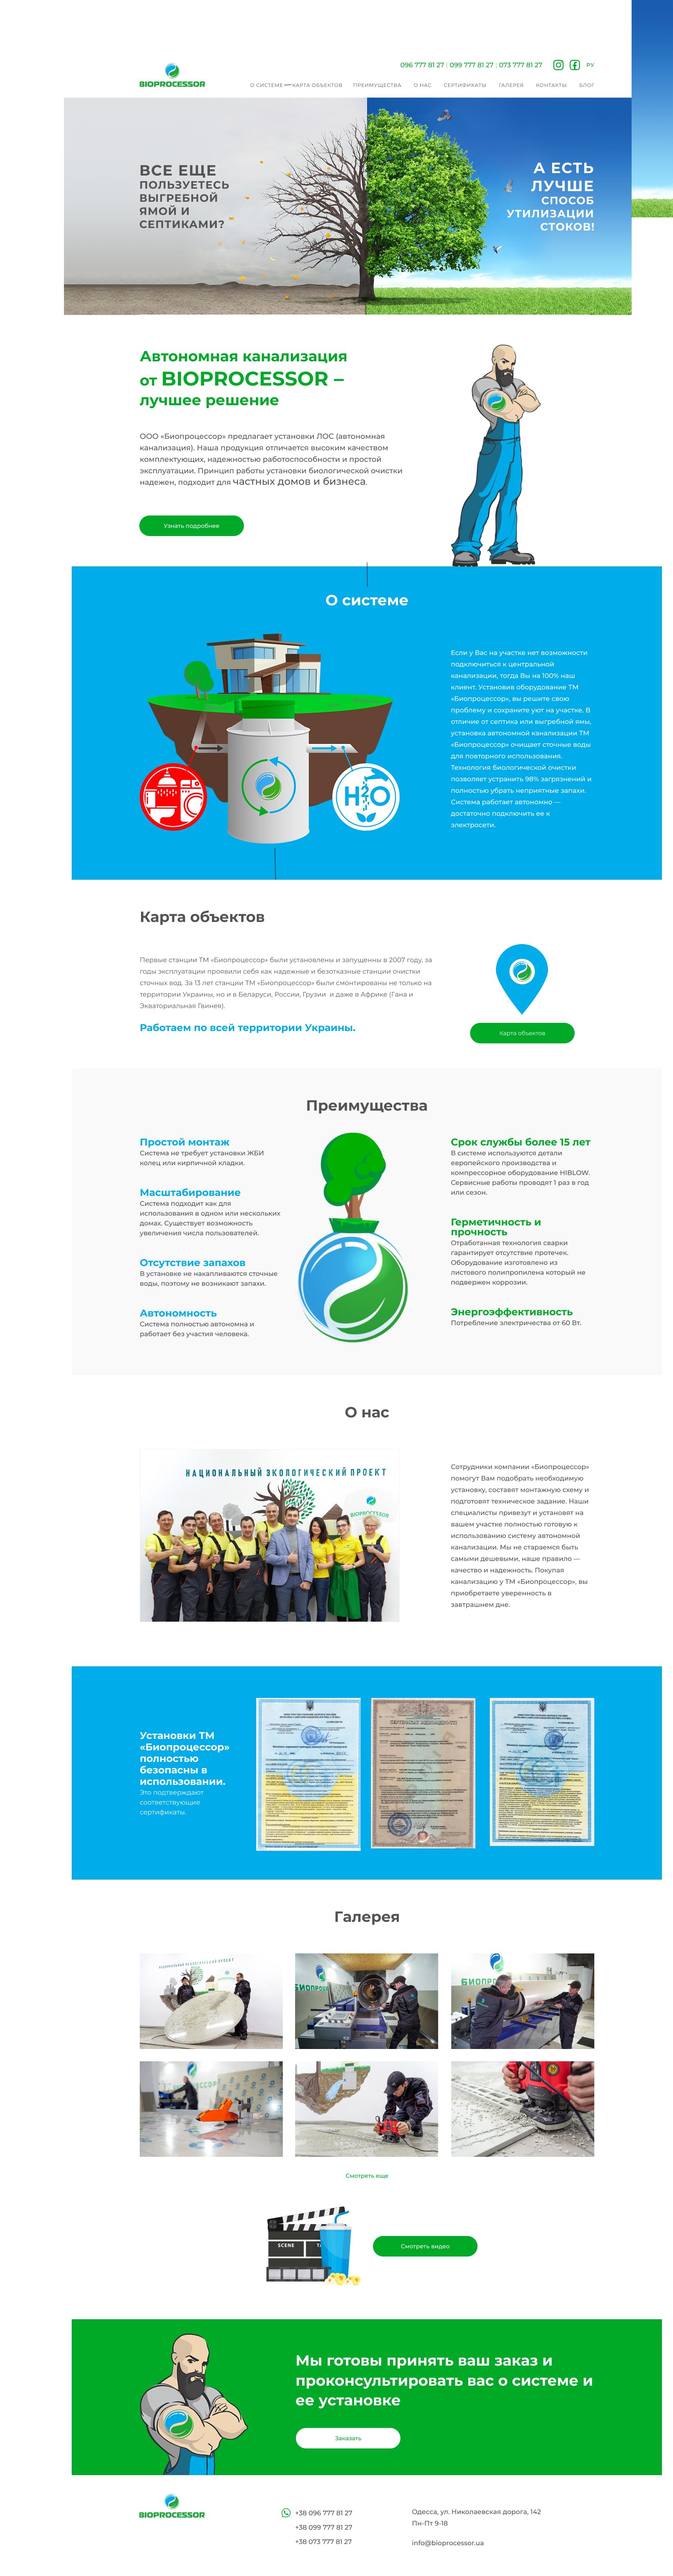 BIOPROCESSOR
096 777 81 27 | 099 777 81 27 | 073 777 81 27
РУ
О СИСТЕМЕ
КАРТА ОБЪЕКТОВ
ПРЕИМУЩЕСТВА
О НАС
СЕРТИФИКАТЫ
ГАЛЕРЕЯ
КОНТАКТЫ
БЛОГ
ВСЕ ЕЩЕ
ПОЛЬЗУЕТЕСЬ
ВЫГРЕБНОЙ
ЯМОЙ И
СЕПТИКАМИ?
А ЕСТЬ
ЛУЧШЕ
СПОСОБ
УТИЛИЗАЦИИ
СТОКОВ!
Автономная канализация
от BIOPROCESSOR –
лучшее решение
ООО «Биопроцессор» предлагает установки ЛОС (автономная
канализация). Наша продукция отличается высоким качеством
комплектующих, надежностью работоспособности и простой
эксплуатации. Принцип работы установки биологической очистки
надежен, подходит для частных домов и бизнеса.
Узнать подробнее
О системе
H2O
Если у Вас на участке нет возможности
подключиться к центральной
канализации, тогда Вы на 100% наш
клиент. Установив оборудование ТМ
«Биопроцессор», вы решите свою
проблему и сохраните уют на участке. В
отличие от септика или выгребной ямы,
установка автономной канализации ТМ
«Биопроцессор» очищает сточные воды
для повторного использования.
Технология биологической очистки
позволяет устранить 98% загрязнений и
полностью убрать неприятные запахи.
Система работает автономно —
достаточно подключить ее к
электросети.
Карта объектов
Первые станции ТМ «Биопроцессор» были установлены и запущенны в 2007 году, за
годы эксплуатации проявили себя как надежные и безотказные станции очистки
сточных вод. За 13 лет станции ТМ «Биопроцессор» были смонтированы не только на
территории Украины, но и в Беларуси, России, Грузии и даже в Африке (Гана и
Экваториальная Гвинея).
Работаем по всей территории Украины.
Карта объектов
Преимущества
Простой монтаж
Система не требует установки ЖБИ
колец или кирпичной кладки.
Масштабирование
Система подходит как для
использования в одном или нескольких
домах. Существует возможность
увеличения числа пользователей.
Отсутствие запахов
В установке не накапливаются сточные
воды, поэтому не возникают запахи.
Автономность
Система полностью автономна и
работает без участия человека.
Срок службы более 15 лет
В системе используются детали
европейского производства и
компрессорное оборудование HIBLOW.
Сервисные работы проводят 1 раз в год
или сезон.
Герметичность и
прочность
Отработанная технология сварки
гарантирует отсутствие протечек.
Оборудование изготовлено из
листового полипропилена который не
подвержен коррозии.
Энергоэффективность
Потребление электричества от 60 Вт.
О нас
НАЦИОНАЛЬНЫЙ ЭКОЛОГИЧЕСКИЙ ПРОЕКТ
BIOPROCESSOR
Сотрудники компании «Биопроцессор»
помогут Вам подобрать необходимую
установку, составят монтажную схему и
подготовят техническое задание. Наши
специалисты привезут и установят на
вашем участке полностью готовую к
использованию систему автономной
канализации. Мы не стараемся быть
самыми дешевыми, наше правило —
качество и надежность. Покупая
канализацию у ТМ «Биопроцессор», вы
приобретаете уверенность в
завтрашнем дне.
Установки ТМ
«Биопроцессор»
полностью
безопасны в
использовании.
Это подтверждают
соответствующие
сертификаты.
Галерея
Смотреть еще
SCENE
Смотреть видео
Мы готовы принять ваш заказ и
проконсультировать вас о системе и
ее установке
Заказать
BIOPROCESSOR
+38 096 777 81 27
+38 099 777 81 27
+38 073 777 81 27
Одесса, ул. Николаевская дорога, 142
Пн-Пт 9-18
info@bioprocessor.ua